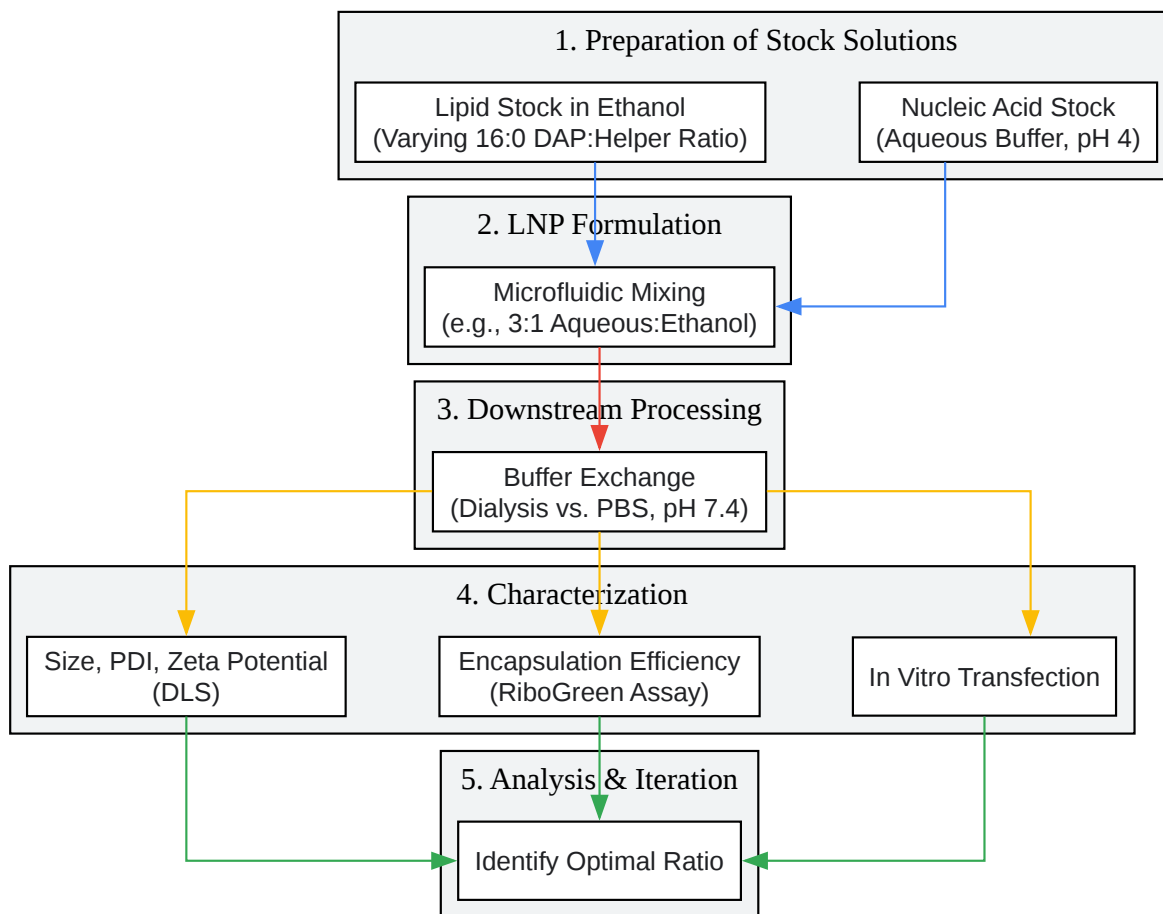 1. Preparation of Stock Solutions
Lipid Stock in Ethanol
(Varying 16:0 DAP:Helper Ratio)
Nucleic Acid Stock
(Aqueous Buffer, pH 4)
2. LNP Formulation
Microfluidic Mixing
(e.g., 3:1 Aqueous:Ethanol)
3. Downstream Processing
Buffer Exchange
(Dialysis vs. PBS, pH 7.4)
4. Characterization
Size, PDI, Zeta Potential
(DLS)
Encapsulation Efficiency
(RiboGreen Assay)
In Vitro Transfection
5. Analysis & Iteration
Identify Optimal Ratio